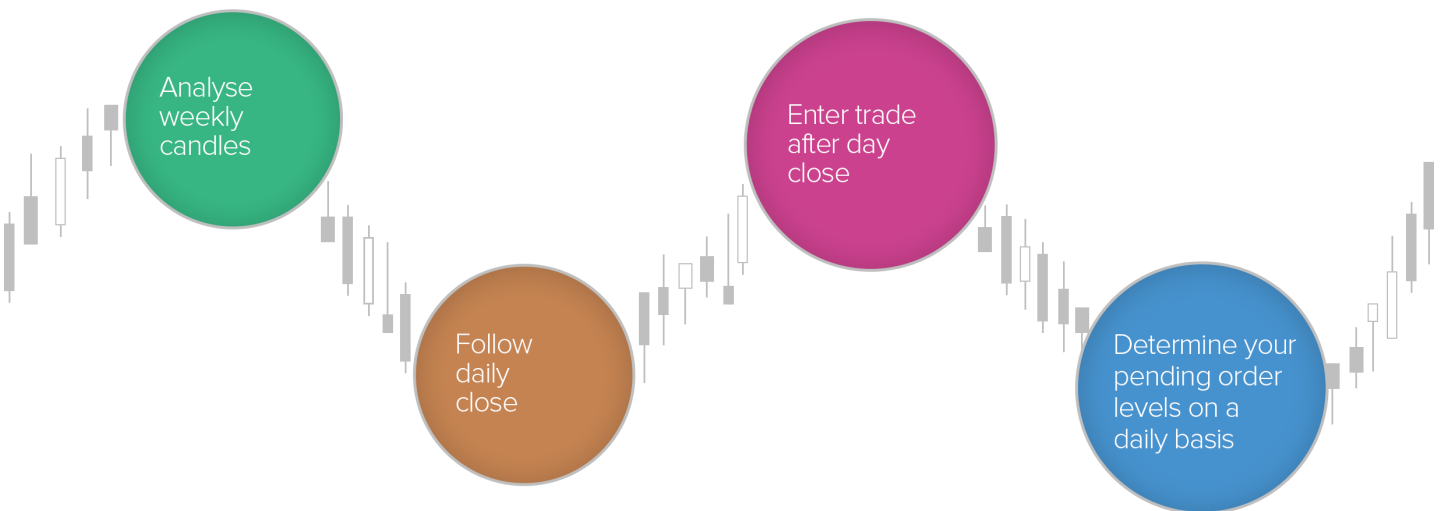 Analyse
weekly
candles
Follow
daily
close
Enter trade
after day
close
Determine your
pending order
levels on a
daily basis